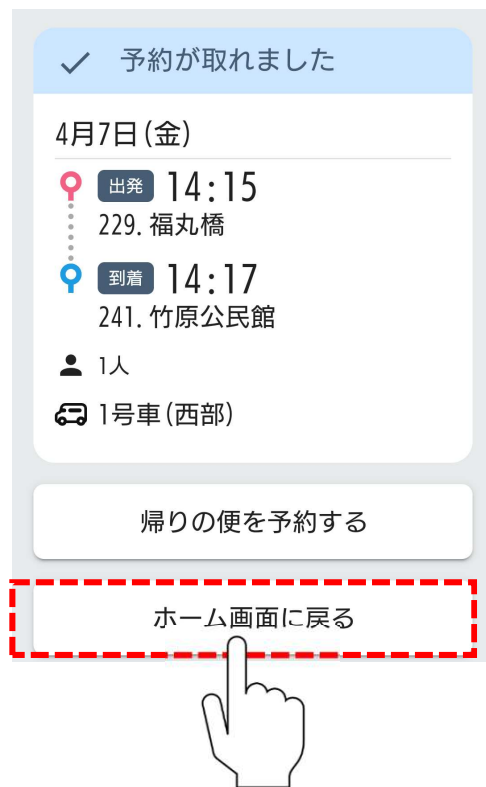 予約が取れました
4月7日(金)
出発 14:15
229. 福丸橋
到着 14:17
241. 竹原公民館
1人
1号車(西部)
帰りの便を予約する
ホーム画面に戻る